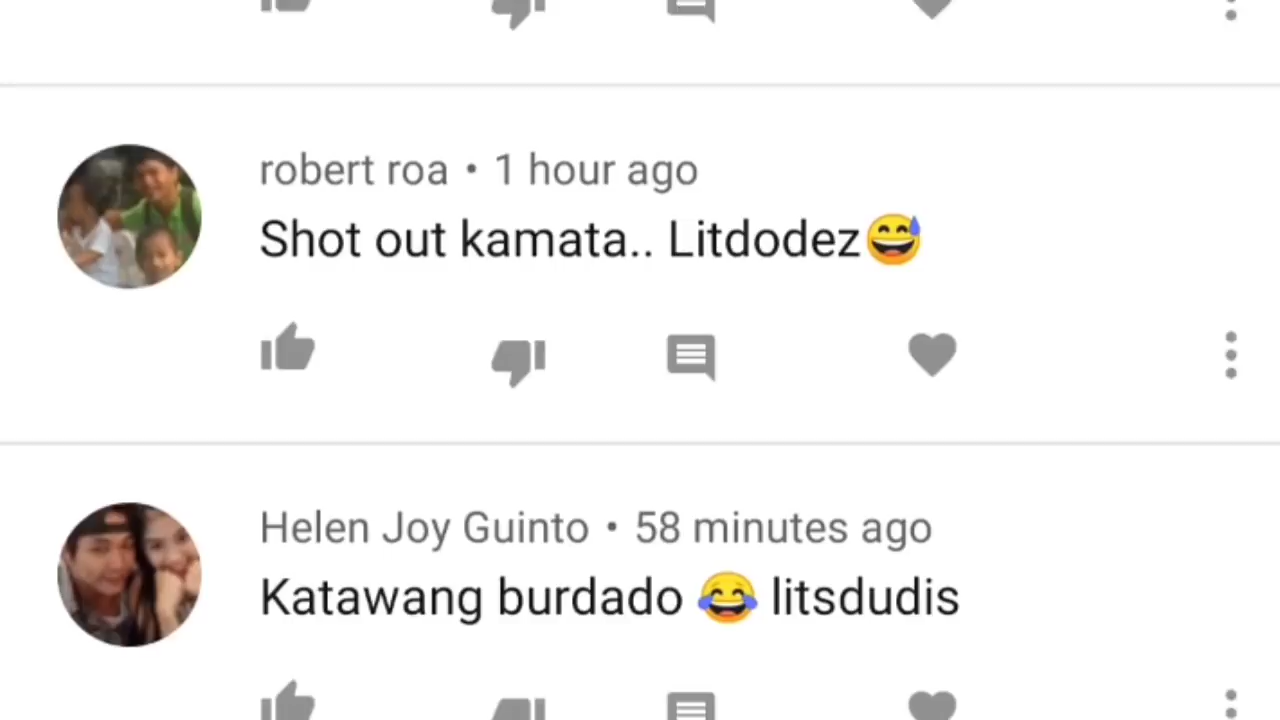 robert roa • 1 hour ago
Shot out kamata.. Litdodez😅
Helen Joy Guinto • 58 minutes ago
Katawang burdado 😂 litsdudis